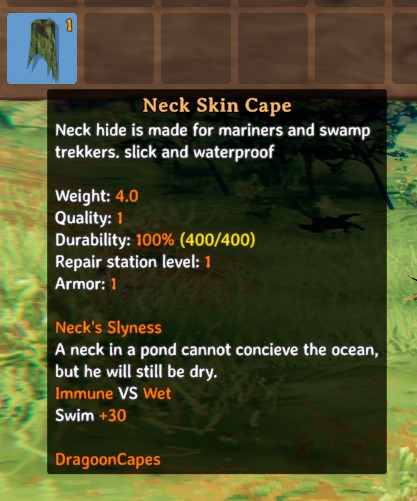 1
Neck Skin Cape
Neck hide is made for mariners and swamp
trekkers. slick and waterproof
Weight: 4.0
Quality: 1
Durability: 100% (400/400)
Repair station level: 1
Armor: 1
Neck's Slyness
A neck in a pond cannot concieve the ocean,
but he will still be dry.
Immune VS Wet
Swim +30
DragoonCapes